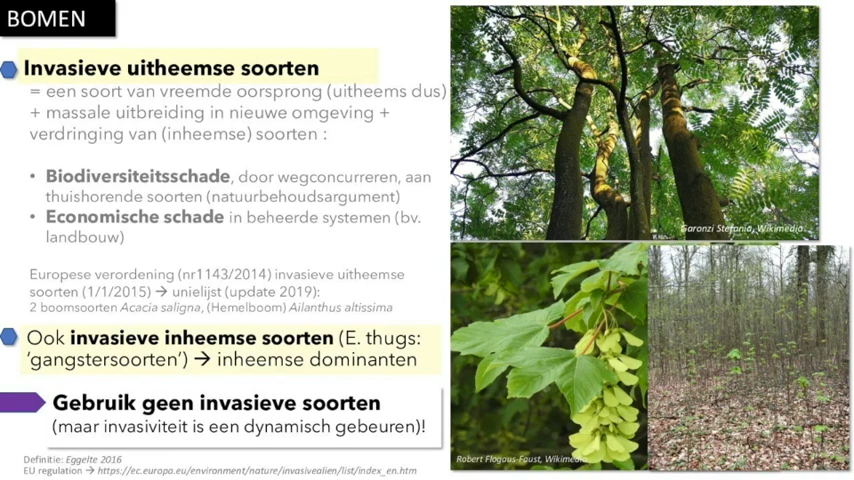 BOMEN
Invasieve uitheemse soorten
= een soort van vreemde oorsprong (uitheems dus)
+ massale uitbreiding in nieuwe omgeving +
verdringing van (inheemse) soorten :
• Biodiversiteitsschade, door wegconcurreren, aan
thuishorende soorten (natuurbehoudsargument)
• Economische schade in beheerde systemen (bv.
landbouw)
Europese verordening (nr1143/2014) invasieve uitheemse
soorten (1/1/2015) → unielijst (update 2019):
2 boomsoorten Acacia saligna, (Hemelboom) Ailanthus altissima
Ook invasieve inheemse soorten (E. thugs:
'gangstersoorten') → inheemse dominanten
Gebruik geen invasieve soorten
(maar invasiviteit is een dynamisch gebeuren)!
Definitie: Eggelte 2016
EU regulation → https://ec.europa.eu/environment/nature/invasivealien/list/index_en.htm
Garonzi Stefania, Wikimedia
Robert Flogaus-Faust, Wikimedia